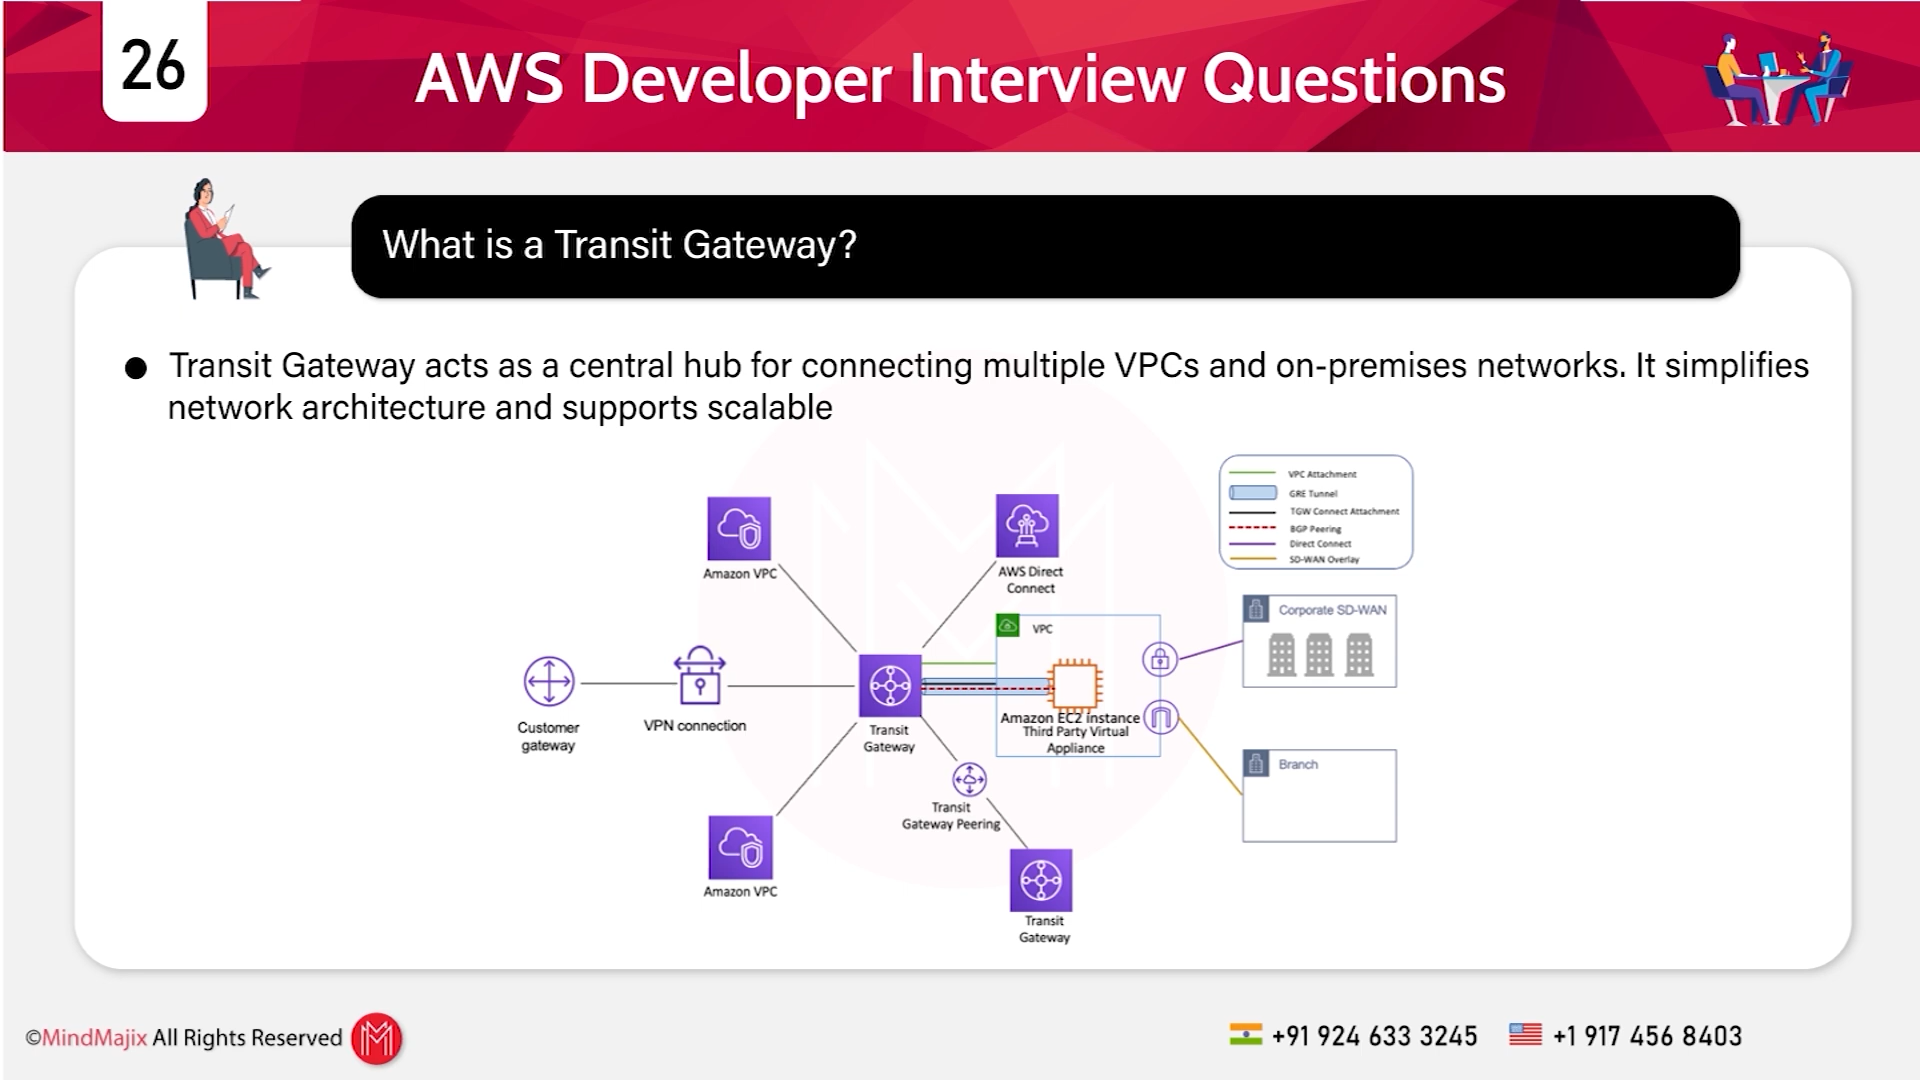 26
AWS Developer Interview Questions
What is a Transit Gateway?
● Transit Gateway acts as a central hub for connecting multiple VPCs and on-premises networks. It simplifies
network architecture and supports scalable
VPC Attachment
GRE Tunnel
TGW Connect Attachment
BGP Peering
Direct Connect
SD-WAN Overlay
Amazon VPC
AWS Direct
Connect
Corporate SD-WAN
VPC
Customer
gateway
VPN connection
Transit
Gateway
Amazon EC2 instance
Third Party Virtual
Appliance
Branch
Transit
Gateway Peering
Amazon VPC
Transit
Gateway
©MindMajix All Rights Reserved
+91 924 633 3245
+1 917 456 8403